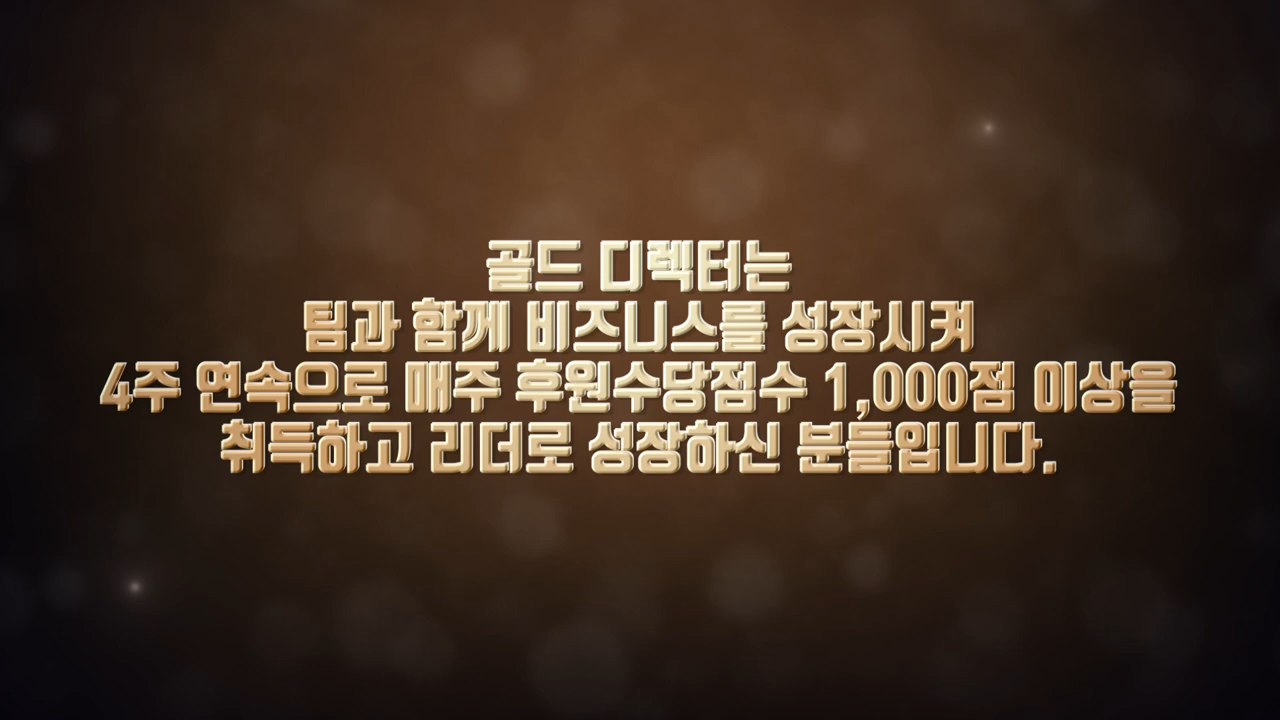 골드 디렉터는
팀과 함께 비즈니스를 성장시켜
4주 연속으로 매주 후원수당점수 1,000점 이상을
취득하고 리더로 성장하신 분들입니다.